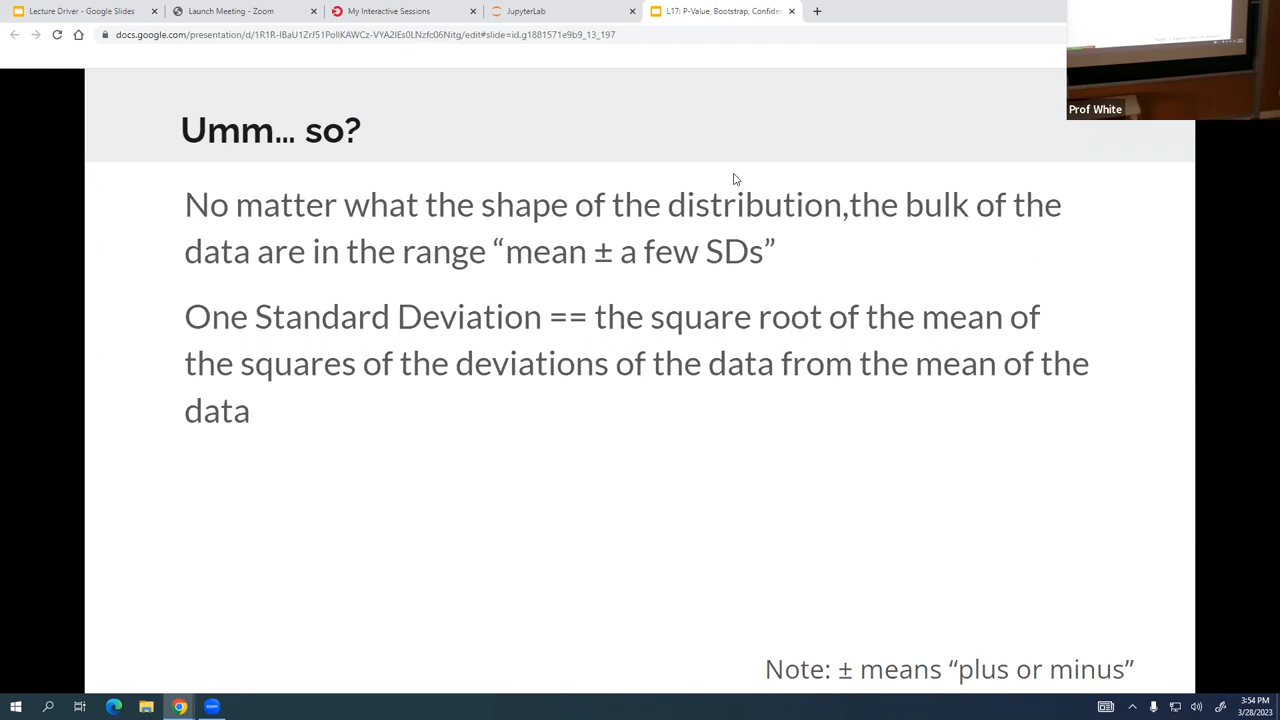 Lecture Driver - Google Slides
Launch Meeting - Zoom
My Interactive Sessions
JupyterLab
L17: P-Value, Bootstrap, Confide
Prof White
Umm... so?
No matter what the shape of the distribution,the bulk of the
data are in the range “mean ± a few SDs”
One Standard Deviation == the square root of the mean of
the squares of the deviations of the data from the mean of the
data
Note: ± means “plus or minus”
zoom
3:54 PM
3/28/2023